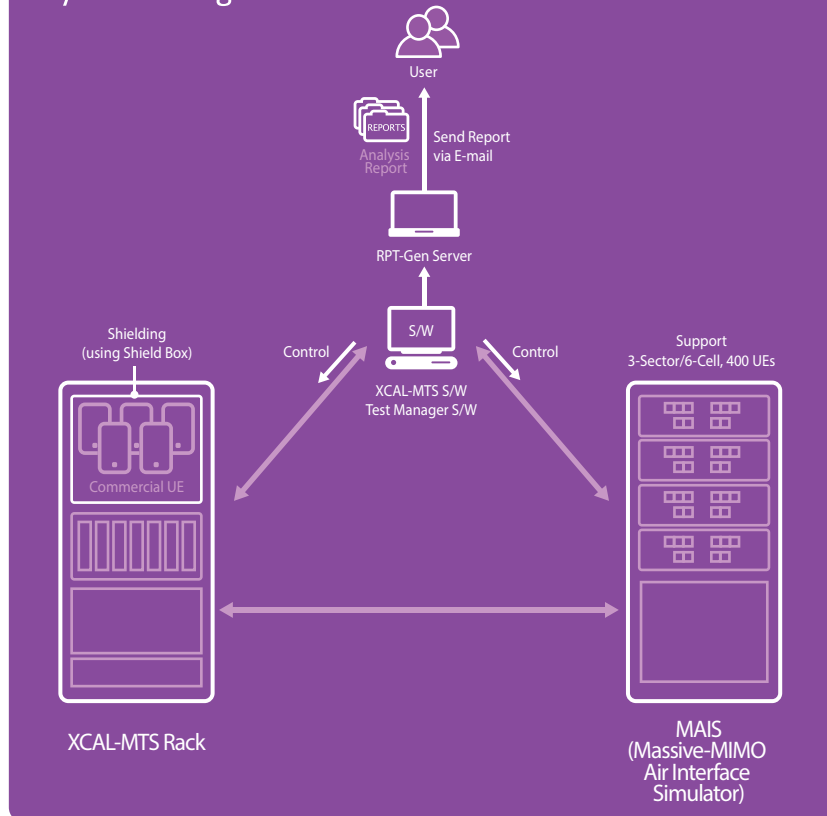 User
REPORTS
Analysis
Report
Send Report
via E-mail
RPT-Gen Server
S/W
Control
Control
XCAL-MTS S/W
Test Manager S/W
Shielding
(using Shield Box)
Commercial UE
Support
3-Sector/6-Cell, 400 UEs
XCAL-MTS Rack
MAIS
(Massive-MIMO
Air Interface
Simulator)